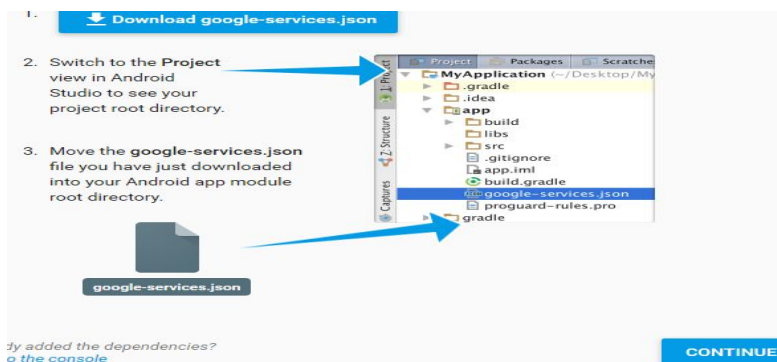 1. Download google-services.json
2. Switch to the Project
view in Android
Studio to see your
project root directory.
3. Move the google-services.json
file you have just downloaded
into your Android app module
root directory.
google-services.json
1: Project
Z: Structure
Captures
Project Packages Scratche
MyApplication (~/Desktop/My
.gradle
.idea
app
build
libs
src
.gitignore
app.iml
build.gradle
google-services.json
proguard-rules.pro
gradle
dy added the dependencies?
o the console
CONTINUE